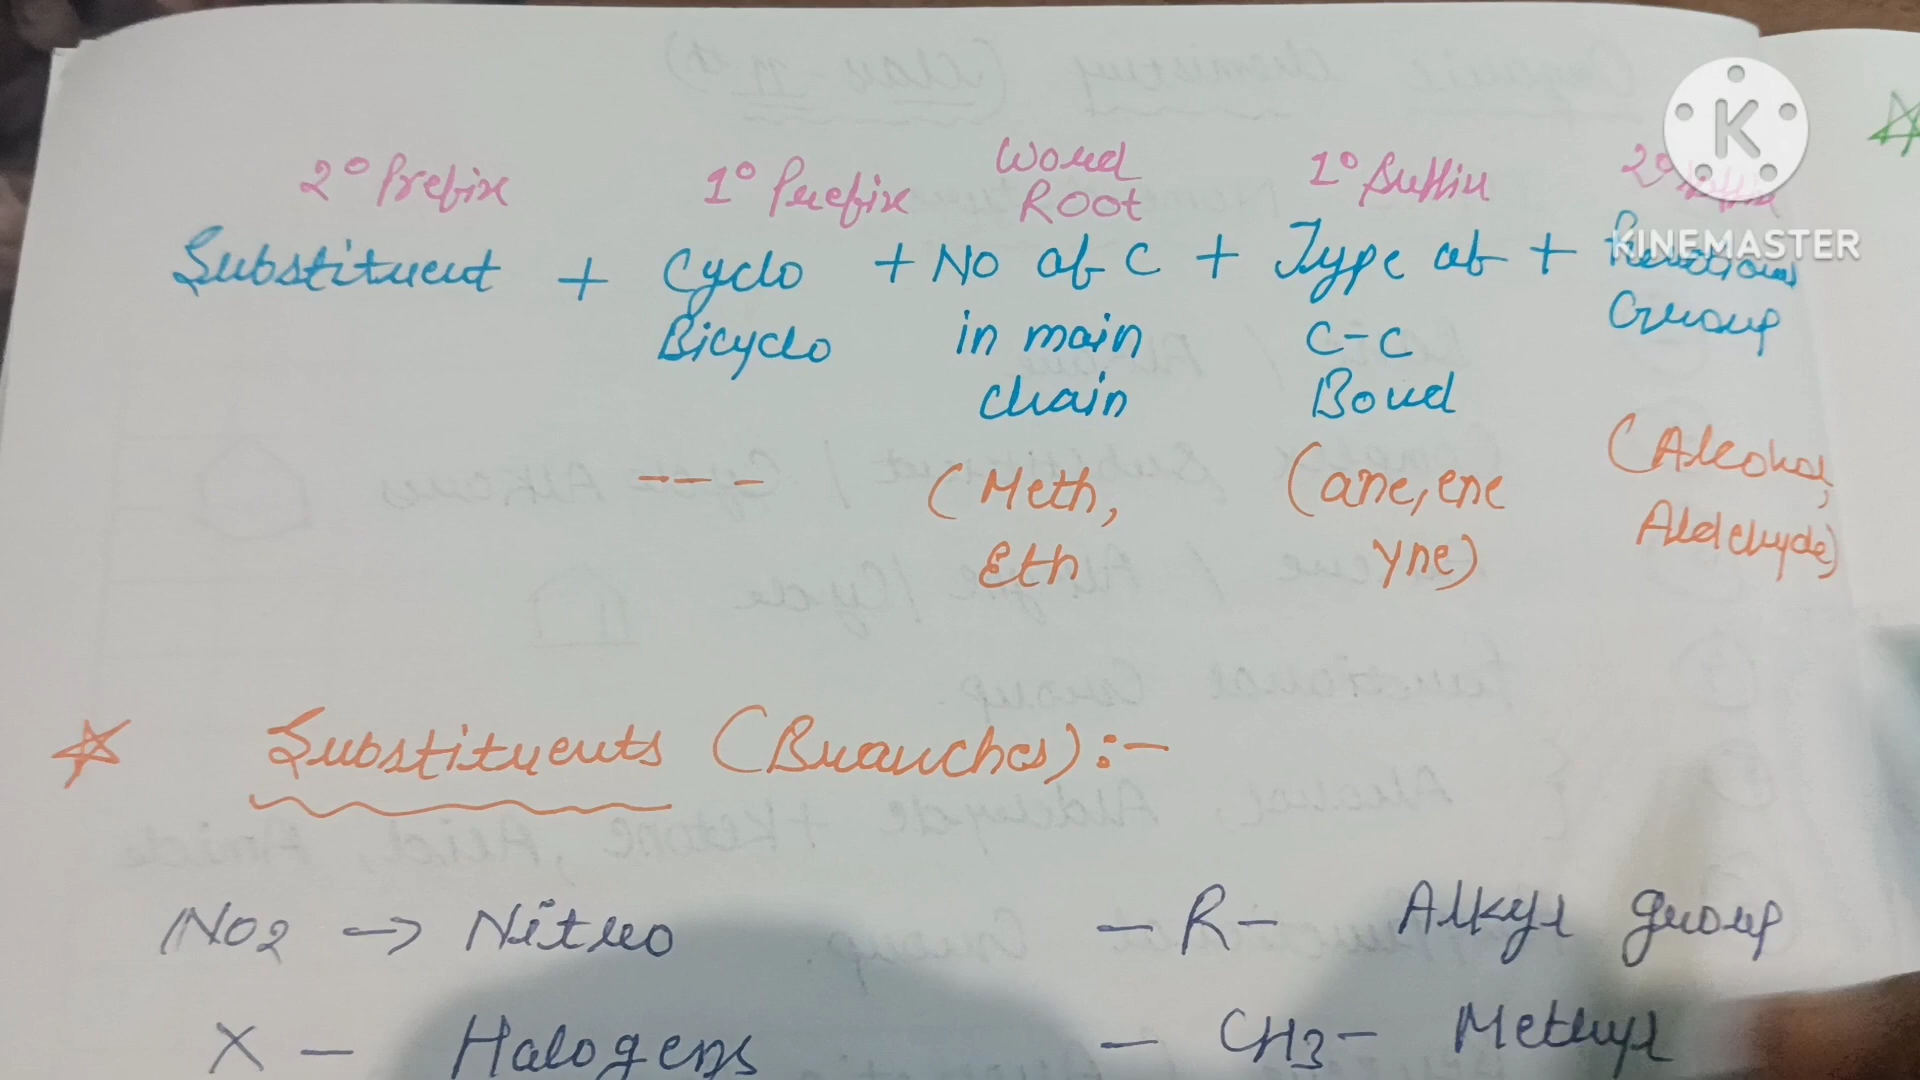 2° Prefix 1° Prefix Word Root 1° Suffix 2°
Substituent + Cyclo + No of C + Type of + Functional
Bicyclo in main C-C Group
chain Bond
--- (Meth, (ane, ene (Alcohol,
Eth yne) Aldehyde)
KINEMASTER
Substituents (Branches):-
NO2 → Nitro - R- Alkyl group
X - Halogens - CH3- Methyl